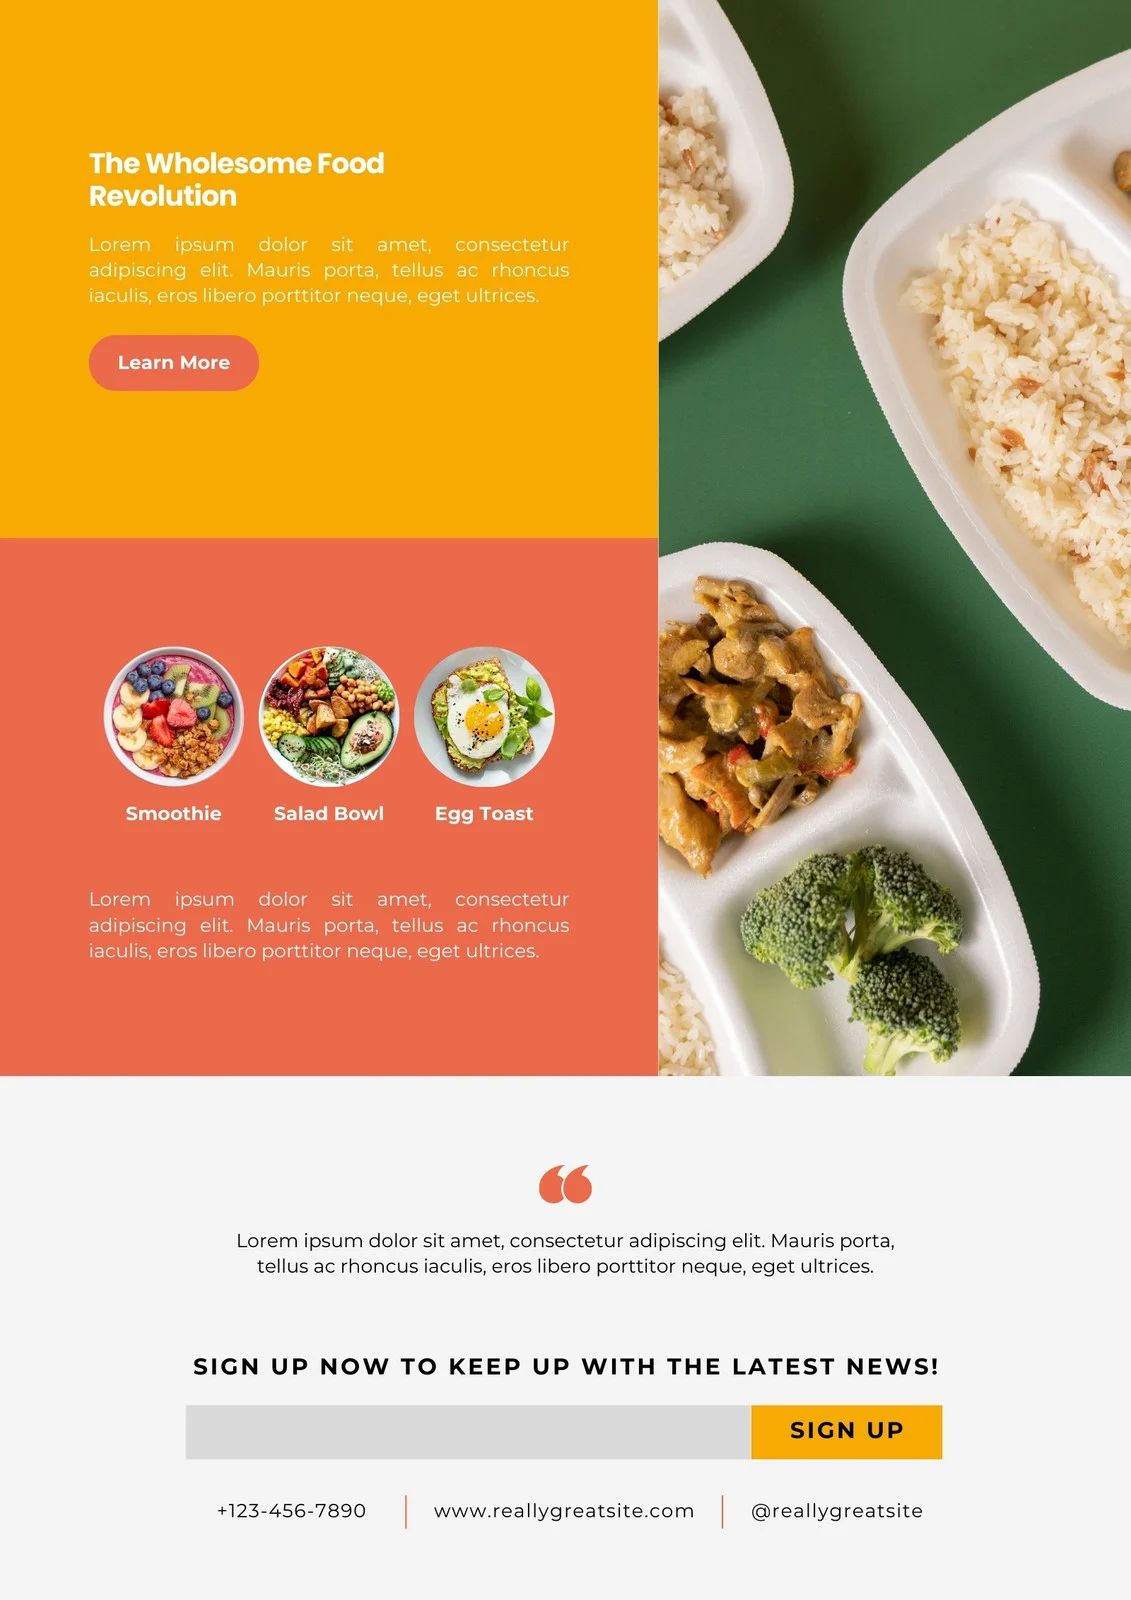 The Wholesome Food
Revolution
Lorem ipsum dolor sit amet, consectetur
adipiscing elit. Mauris porta, tellus ac rhoncus
iaculis, eros libero porttitor neque, eget ultrices.
Learn More
Smoothie
Salad Bowl
Egg Toast
Lorem ipsum dolor sit amet, consectetur
adipiscing elit. Mauris porta, tellus ac rhoncus
iaculis, eros libero porttitor neque, eget ultrices.
“
Lorem ipsum dolor sit amet, consectetur adipiscing elit. Mauris porta,
tellus ac rhoncus iaculis, eros libero porttitor neque, eget ultrices.
SIGN UP NOW TO KEEP UP WITH THE LATEST NEWS!
SIGN UP
+123-456-7890
www.reallygreatsite.com
@reallygreatsite